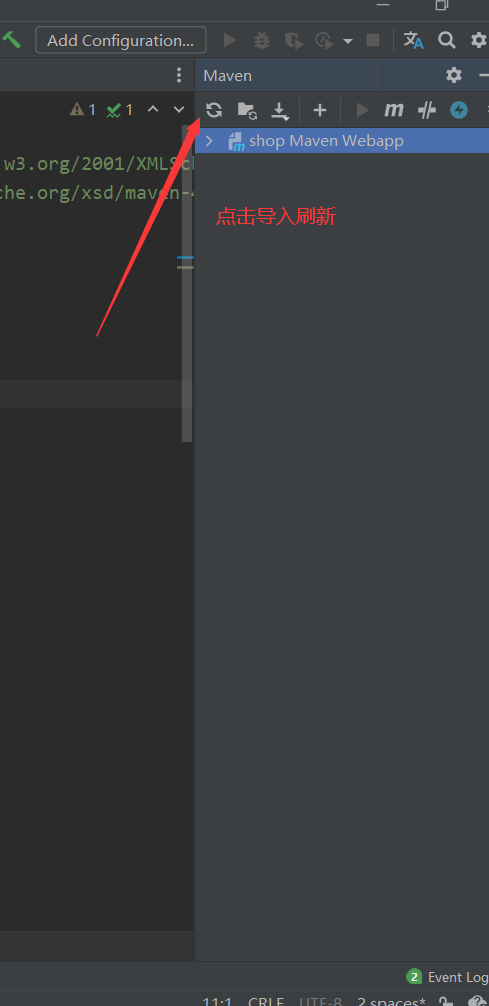 Add Configuration...
Maven
1 1
w3.org/2001/XMLSc
che.org/xsd/maven-4
shop Maven Webapp
点击导入刷新
2 Event Log
11:1 CRLF UTF-8 2 spaces*